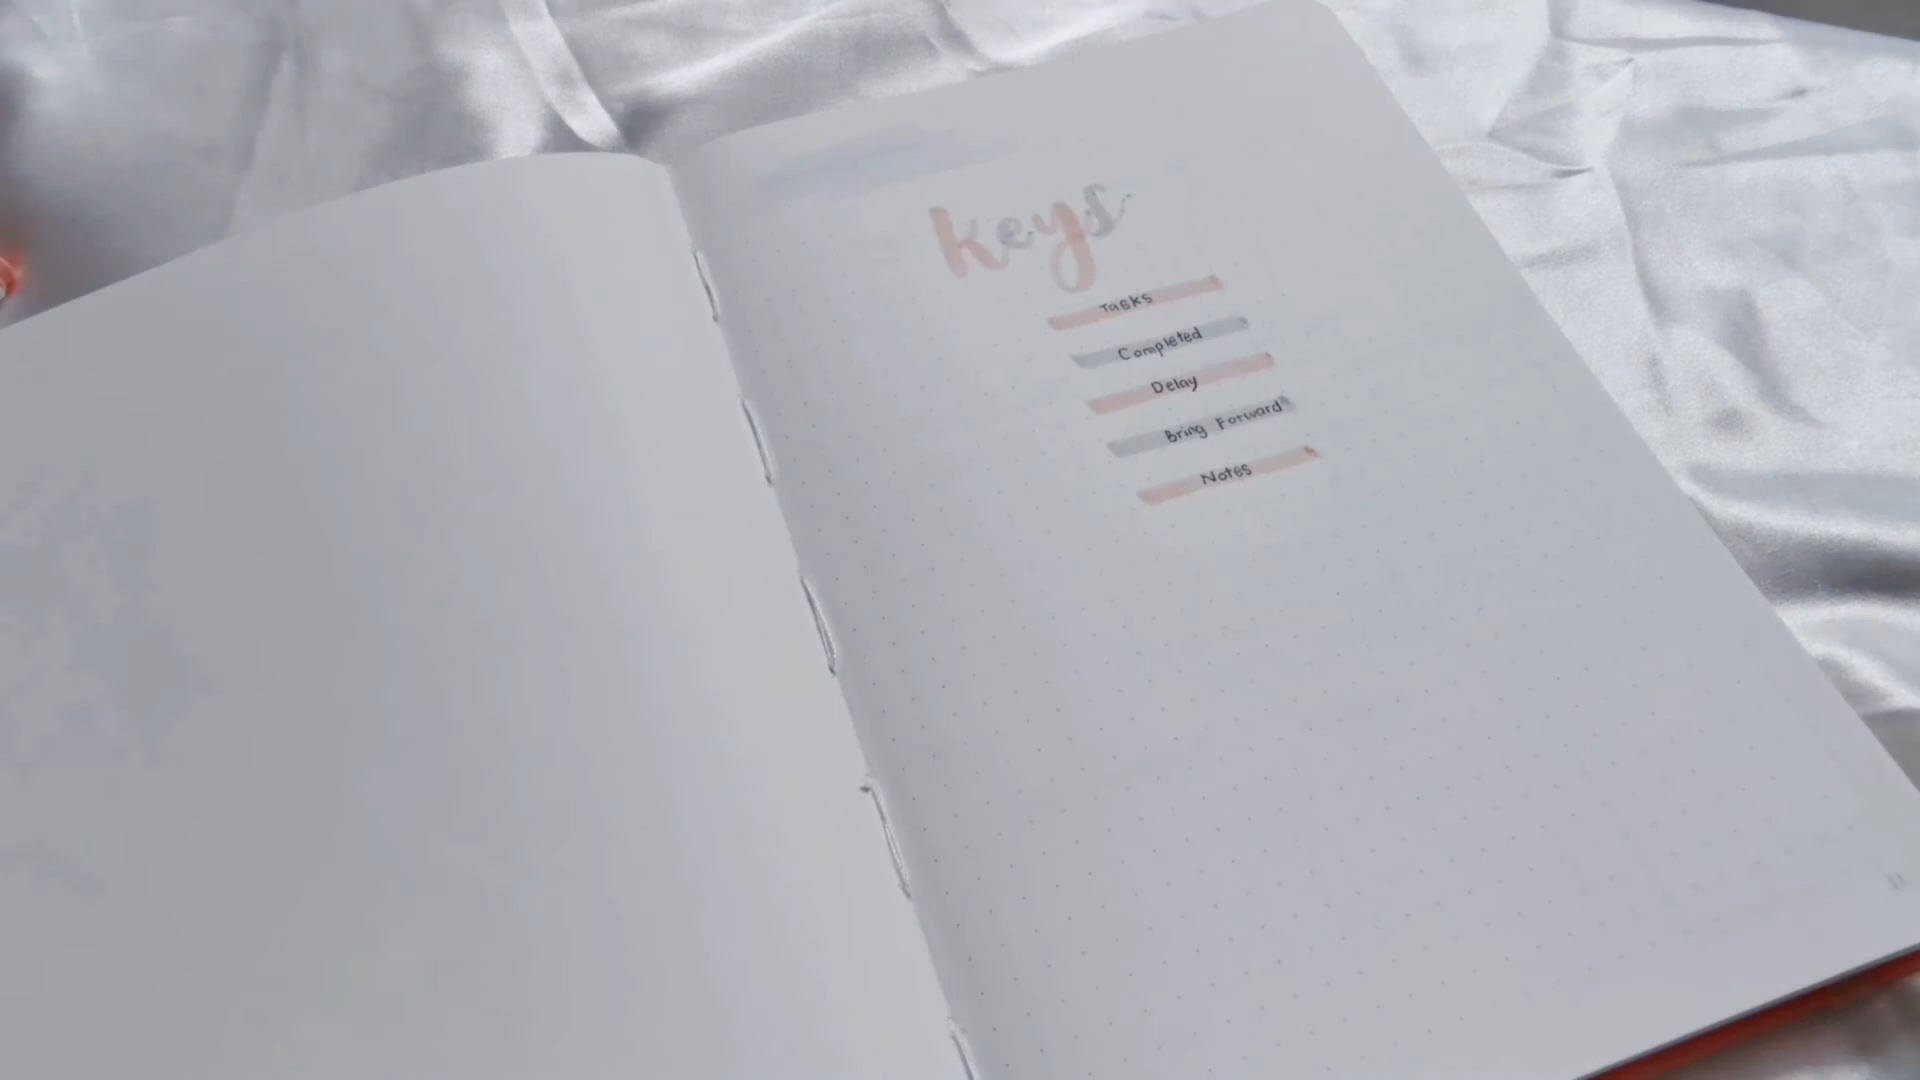 keys
Tasks
Completed
Delay
Bring Forward
Notes